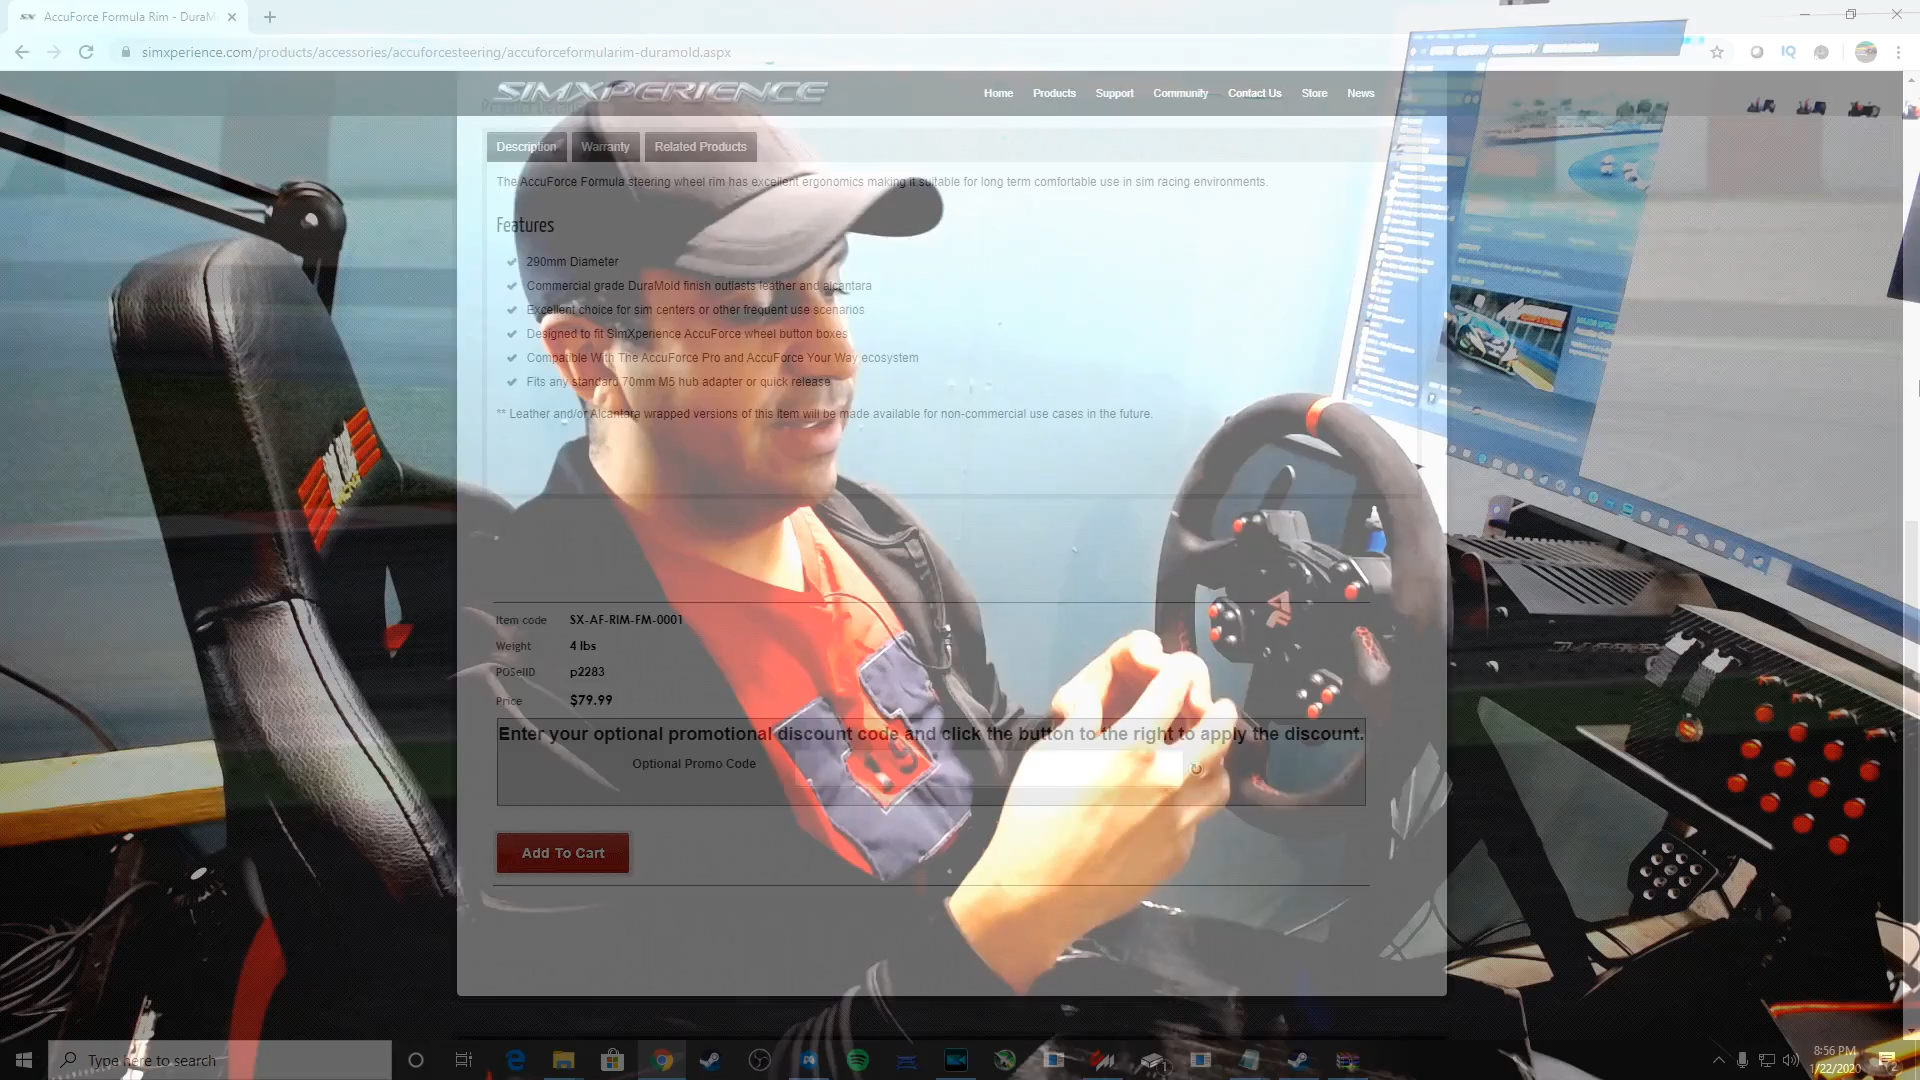 AccuForce Formula Rim - DuraM
simxperience.com/products/accessories/accuforcesteering/accuforceformularim-duramold.aspx
SIMXPERIENCE
Home Products Support Community Contact Us Store News
Description Warranty Related Products
The AccuForce Formula steering wheel rim has excellent ergonomics making it suitable for long term comfortable use in sim racing environments.
Features
290mm Diameter
Commercial grade DuraMold finish outlasts leather and alcantara
Excellent choice for sim centers or other frequent use scenarios
Designed to fit SimXperience AccuForce wheel button boxes
Compatible With The AccuForce Pro and AccuForce Your Way ecosystem
Fits any standard 70mm M5 hub adapter or quick release
** Leather and/or Alcantara wrapped versions of this item will be made available for non-commercial use cases in the future.
Item code SX-AF-RIM-FM-0001
Weight 4 lbs
POSellID p2283
Price $79.99
Enter your optional promotional discount code and click the button to the right to apply the discount.
Optional Promo Code
Add To Cart
19
Type here to search
8:56 PM
1/22/2020